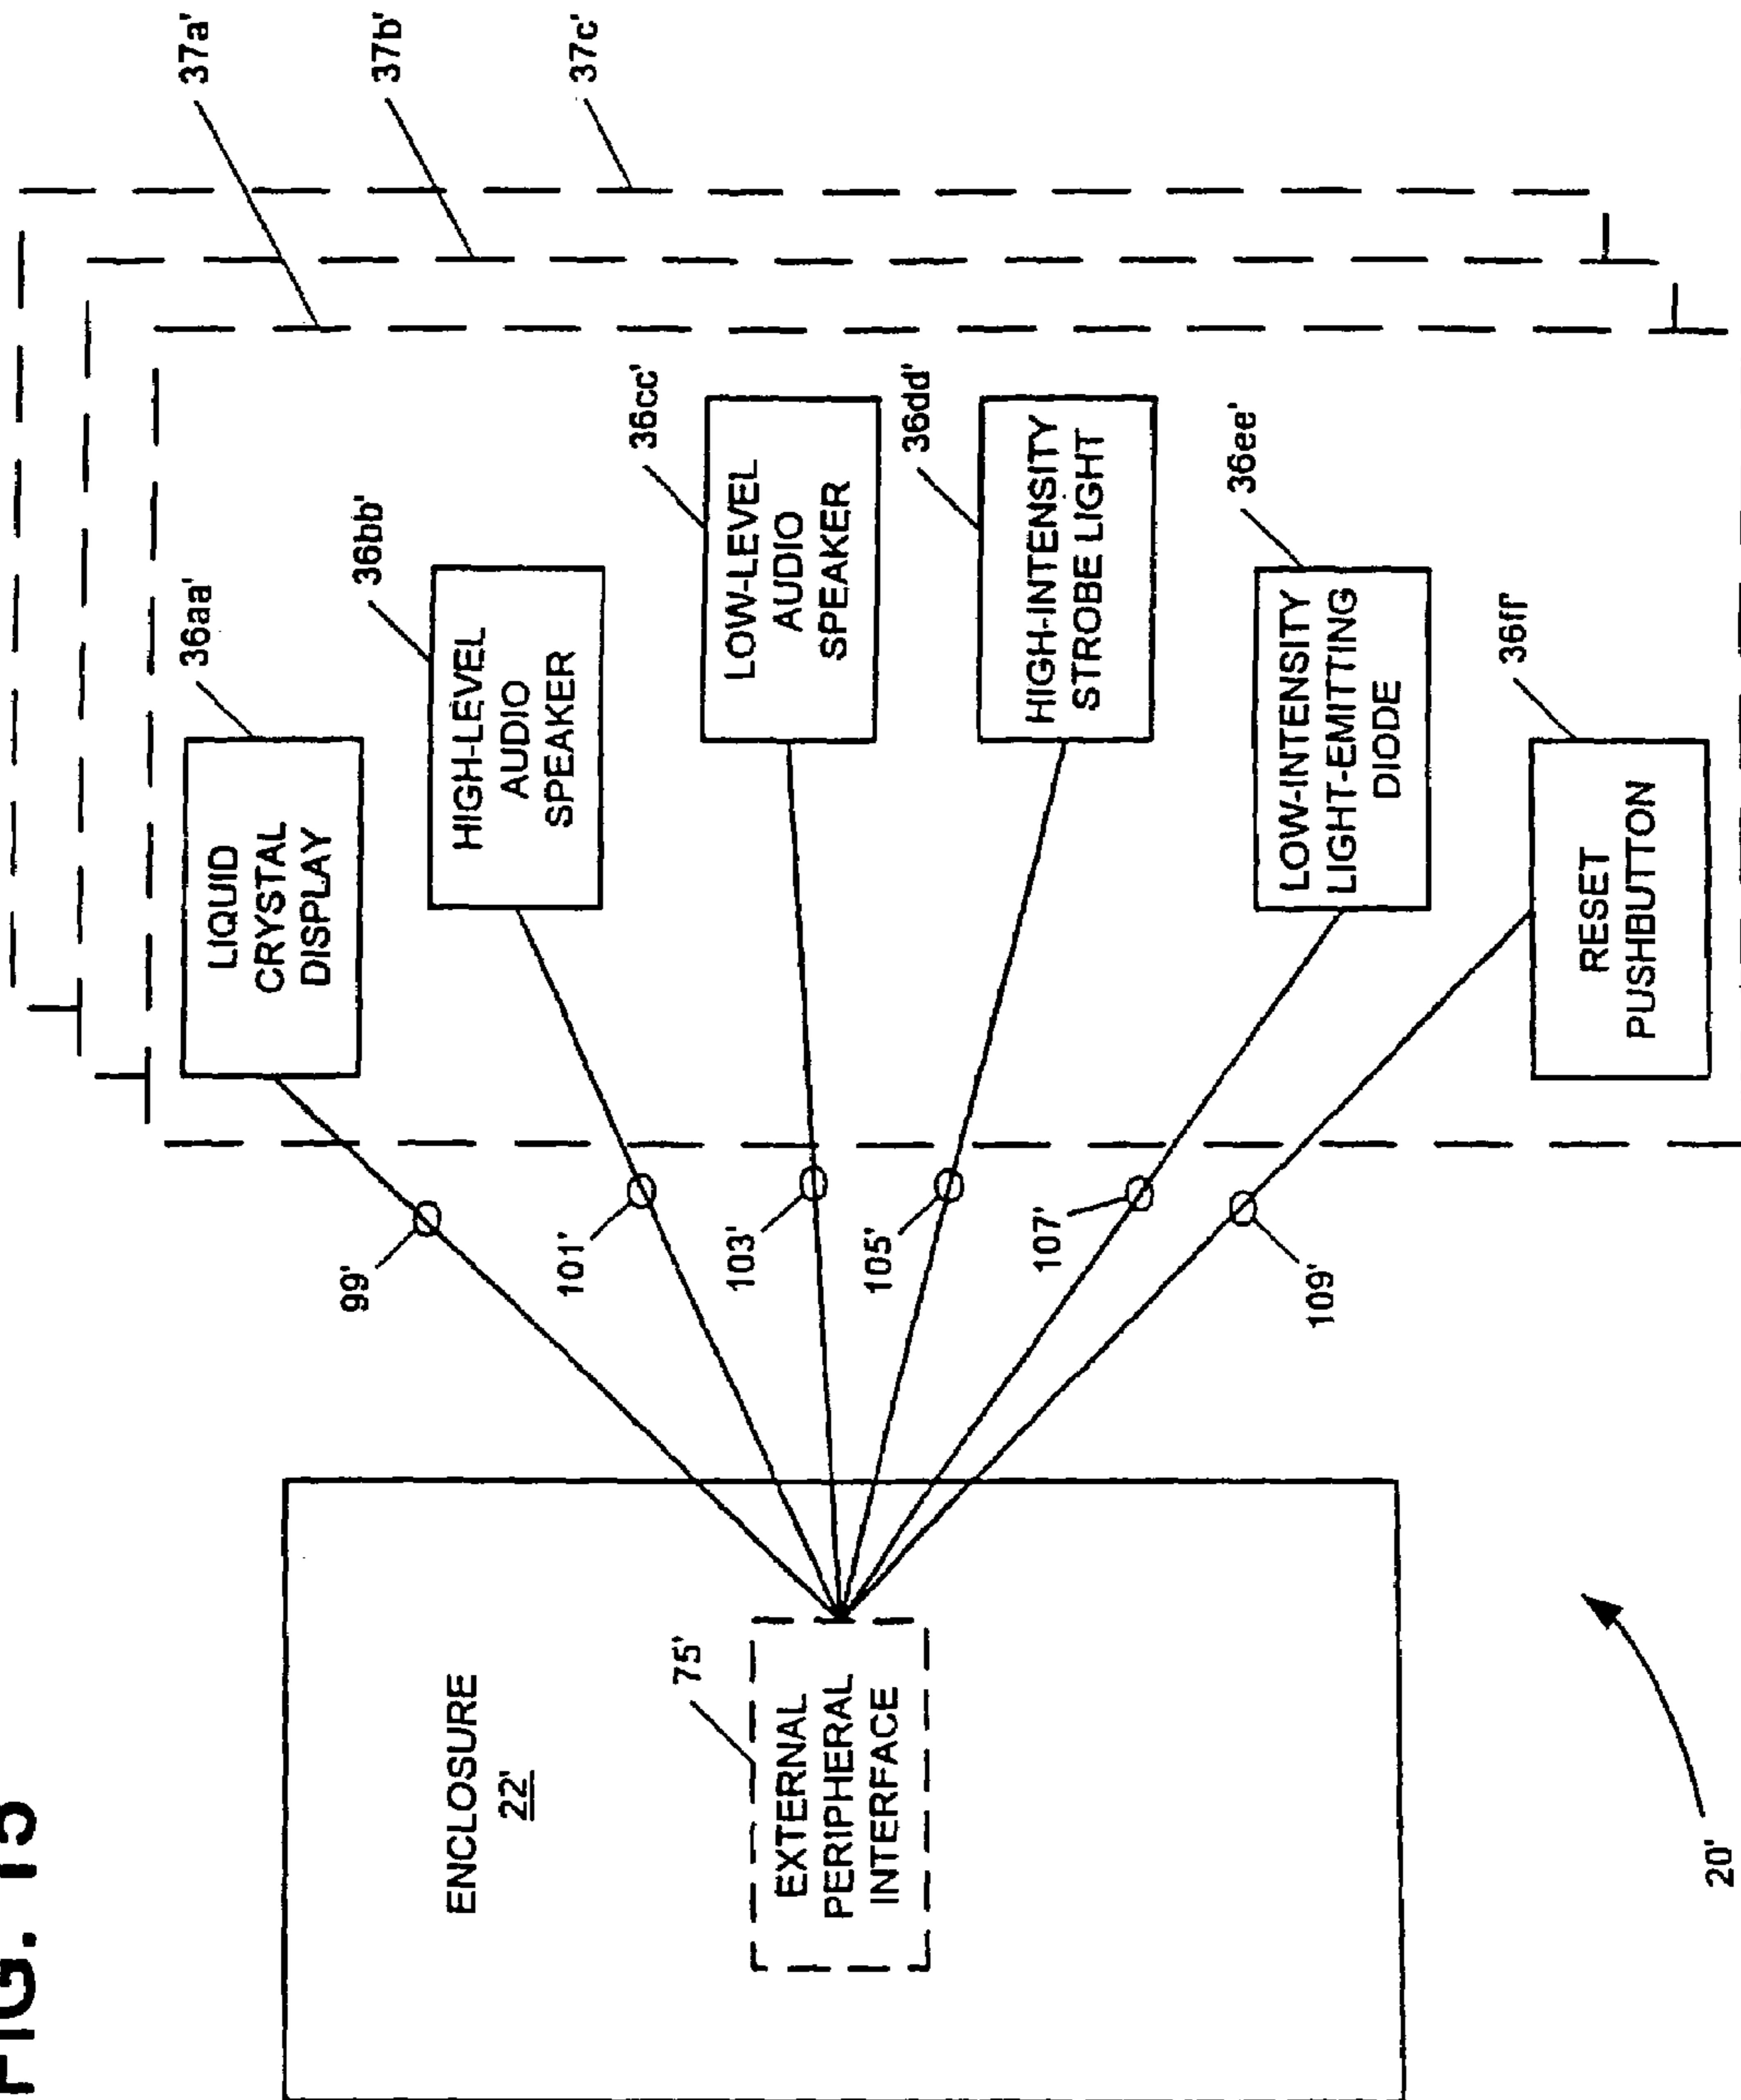 FIG. 15
ENCLOSURE
22'
75'
EXTERNAL
PERIPHERAL
INTERFACE
20'
99'
101'
103'
105'
107'
109'
36aa'
LIQUID
CRYSTAL
DISPLAY
36bb'
HIGH-LEVEL
AUDIO
SPEAKER
36cc'
LOW-LEVEL
AUDIO
SPEAKER
36dd'
HIGH-INTENSITY
STROBE LIGHT
36ee'
LOW-INTENSITY
LIGHT-EMITTING
DIODE
36ff'
RESET
PUSHBUTTON
37a'
37b'
37c'